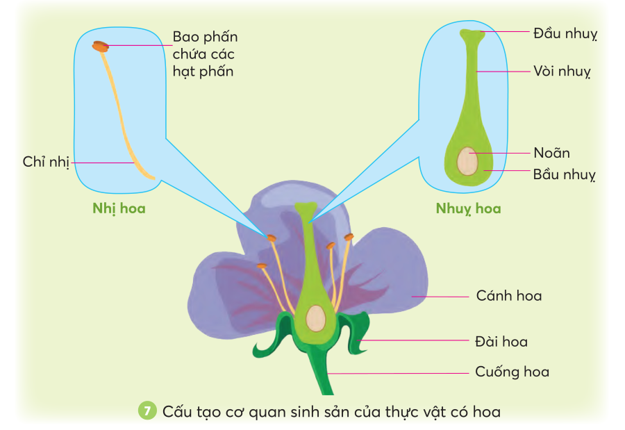 Bao phấn
chứa các
hạt phấn
Chỉ nhị
Nhị hoa
Đầu nhuỵ
Vòi nhuỵ
Noãn
Bầu nhuỵ
Nhuỵ hoa
Cánh hoa
Đài hoa
Cuống hoa
7 Cấu tạo cơ quan sinh sản của thực vật có hoa